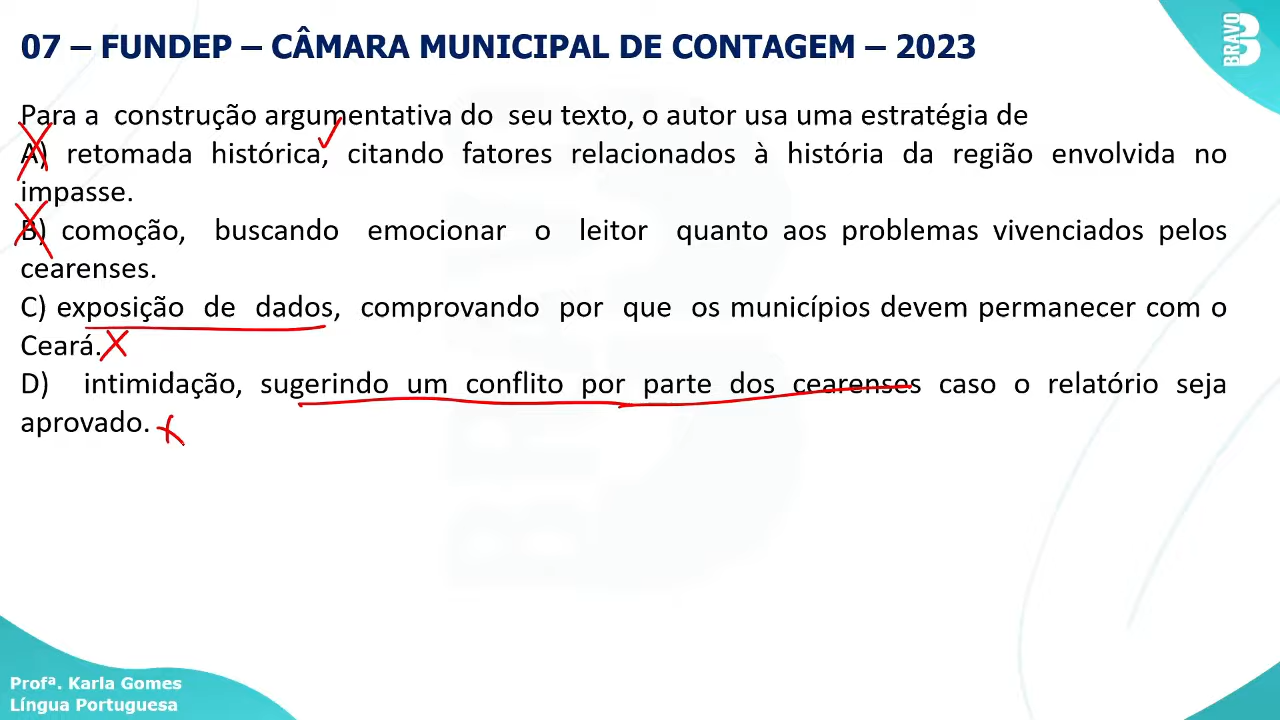 07 – FUNDEP – CÂMARA MUNICIPAL DE CONTAGEM – 2023
BRAVO
Para a construção argumentativa do seu texto, o autor usa uma estratégia de
A) retomada histórica, citando fatores relacionados à história da região envolvida no
impasse.
B) comoção, buscando emocionar o leitor quanto aos problemas vivenciados pelos
cearenses.
C) exposição de dados, comprovando por que os municípios devem permanecer com o
Ceará.
D) intimidação, sugerindo um conflito por parte dos cearenses caso o relatório seja
aprovado.
BRAVO
Profª. Karla Gomes
Língua Portuguesa